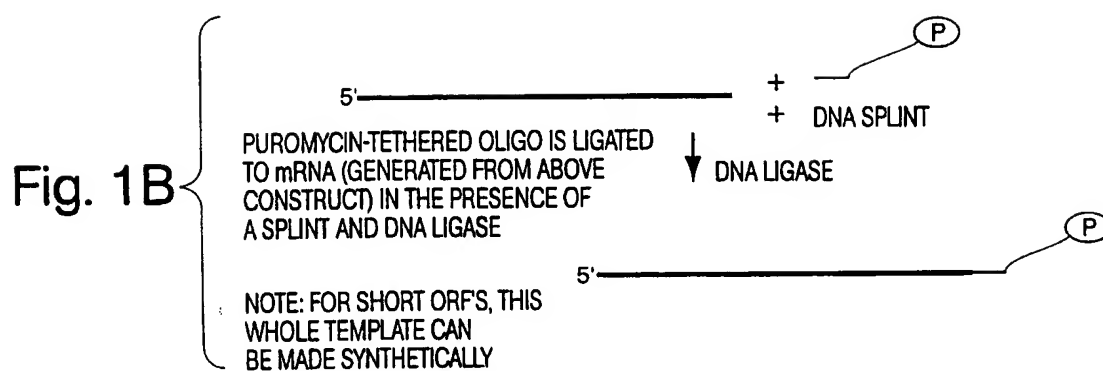 Fig. 1B
P
5'
+
+ DNA SPLINT
PUROMYCIN-TETHERED OLIGO IS LIGATED
TO mRNA (GENERATED FROM ABOVE
CONSTRUCT) IN THE PRESENCE OF
A SPLINT AND DNA LIGASE
DNA LIGASE
P
5'
NOTE: FOR SHORT ORF'S, THIS
WHOLE TEMPLATE CAN
BE MADE SYNTHETICALLY